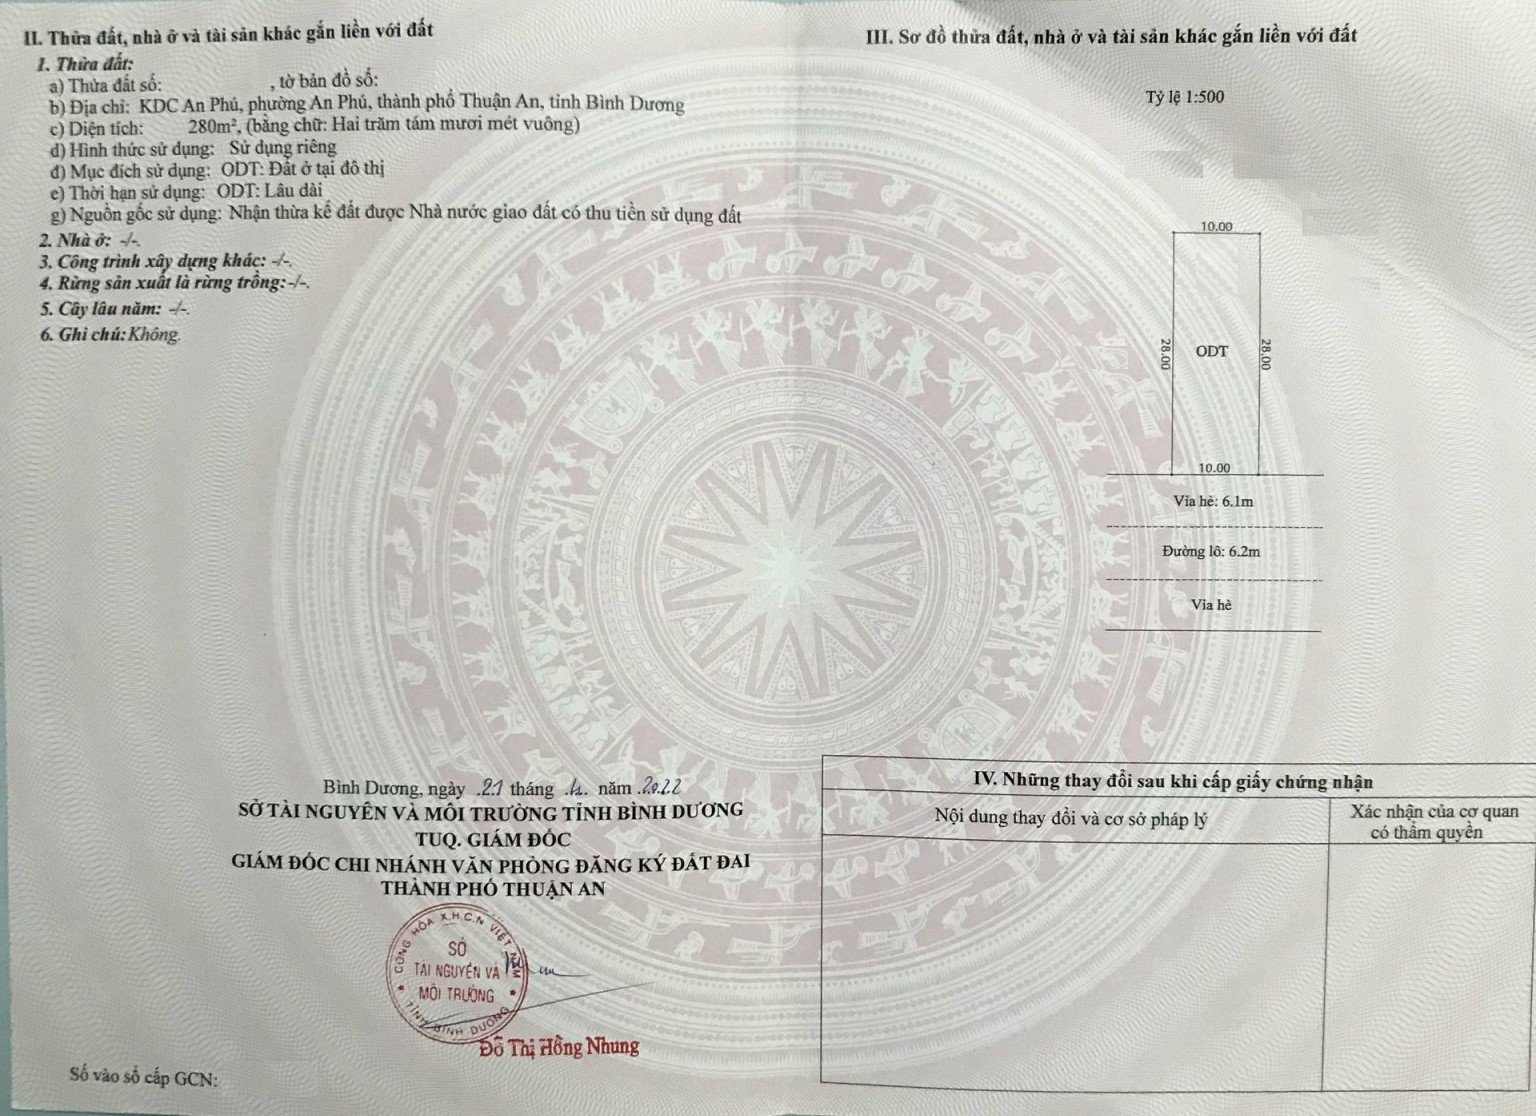 II. Thửa đất, nhà ở và tài sản khác gắn liền với đất
1. Thửa đất:
a) Thửa đất số: , tờ bản đồ số:
b) Địa chỉ: KDC An Phú, phường An Phú, thành phố Thuận An, tỉnh Bình Dương
c) Diện tích: 280m², (bằng chữ: Hai trăm tám mươi mét vuông)
d) Hình thức sử dụng: Sử dụng riêng
đ) Mục đích sử dụng: ODT: Đất ở tại đô thị
e) Thời hạn sử dụng: ODT: Lâu dài
g) Nguồn gốc sử dụng: Nhận thừa kế đất được Nhà nước giao đất có thu tiền sử dụng đất
2. Nhà ở: -/-.
3. Công trình xây dựng khác: -/-.
4. Rừng sản xuất là rừng trồng:-/-.
5. Cây lâu năm: -/-.
6. Ghi chú: Không.
Bình Dương, ngày 21 tháng năm 2022
SỞ TÀI NGUYÊN VÀ MÔI TRƯỜNG TỈNH BÌNH DƯƠNG
TUQ. GIÁM ĐỐC
GIÁM ĐỐC CHI NHÁNH VĂN PHÒNG ĐĂNG KÝ ĐẤT ĐAI
THÀNH PHỐ THUẬN AN
CỘNG HÒA X.H.C.N VIỆT NAM
SỞ
TÀI NGUYÊN VÀ
MÔI TRƯỜNG
TỈNH BÌNH DƯƠNG
Đỗ Thị Hồng Nhung
Số vào sổ cấp GCN:
III. Sơ đồ thửa đất, nhà ở và tài sản khác gắn liền với đất
Tỷ lệ 1:500
10.00
28.00
ODT
28.00
10.00
Vỉa hè: 6.1m
Đường lô: 6.2m
Vỉa hè
IV. Những thay đổi sau khi cấp giấy chứng nhận
Nội dung thay đổi và cơ sở pháp lý
Xác nhận của cơ quan
có thẩm quyền